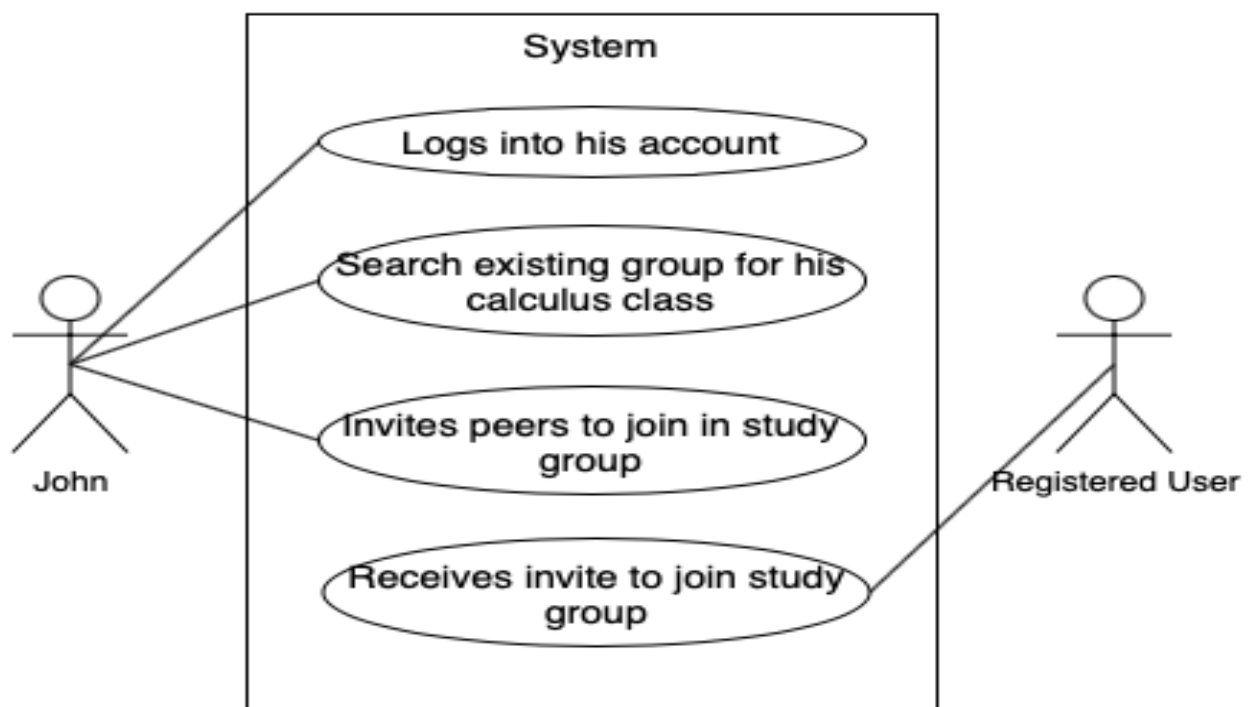 System
Logs into his account
Search existing group for his
calculus class
Invites peers to join in study
group
John
Registered User
Receives invite to join study
group